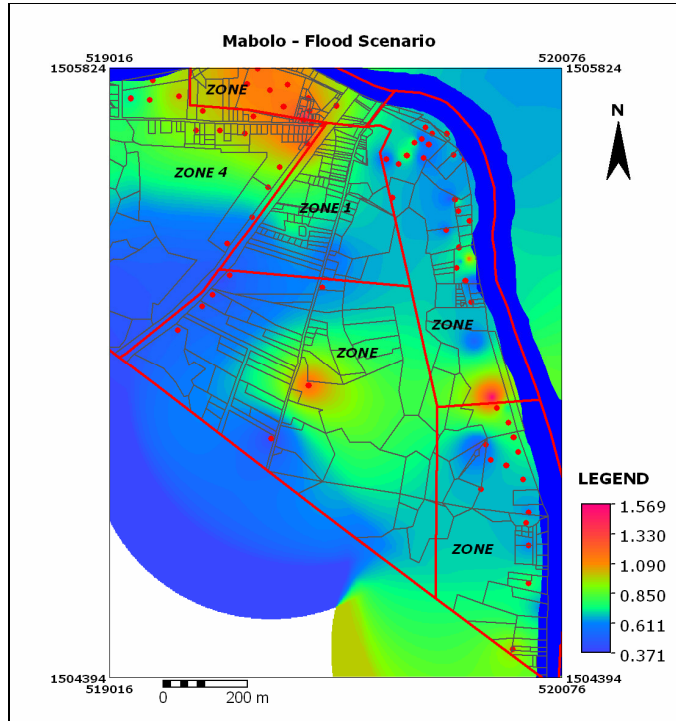 Mabolo - Flood Scenario
519016
520076
1505824
1505824
ZONE
N
ZONE 4
ZONE 1
ZONE
ZONE
LEGEND
1.569
1.330
1.090
ZONE
0.850
0.611
0.371
1504394
1504394
519016
520076
0
200 m